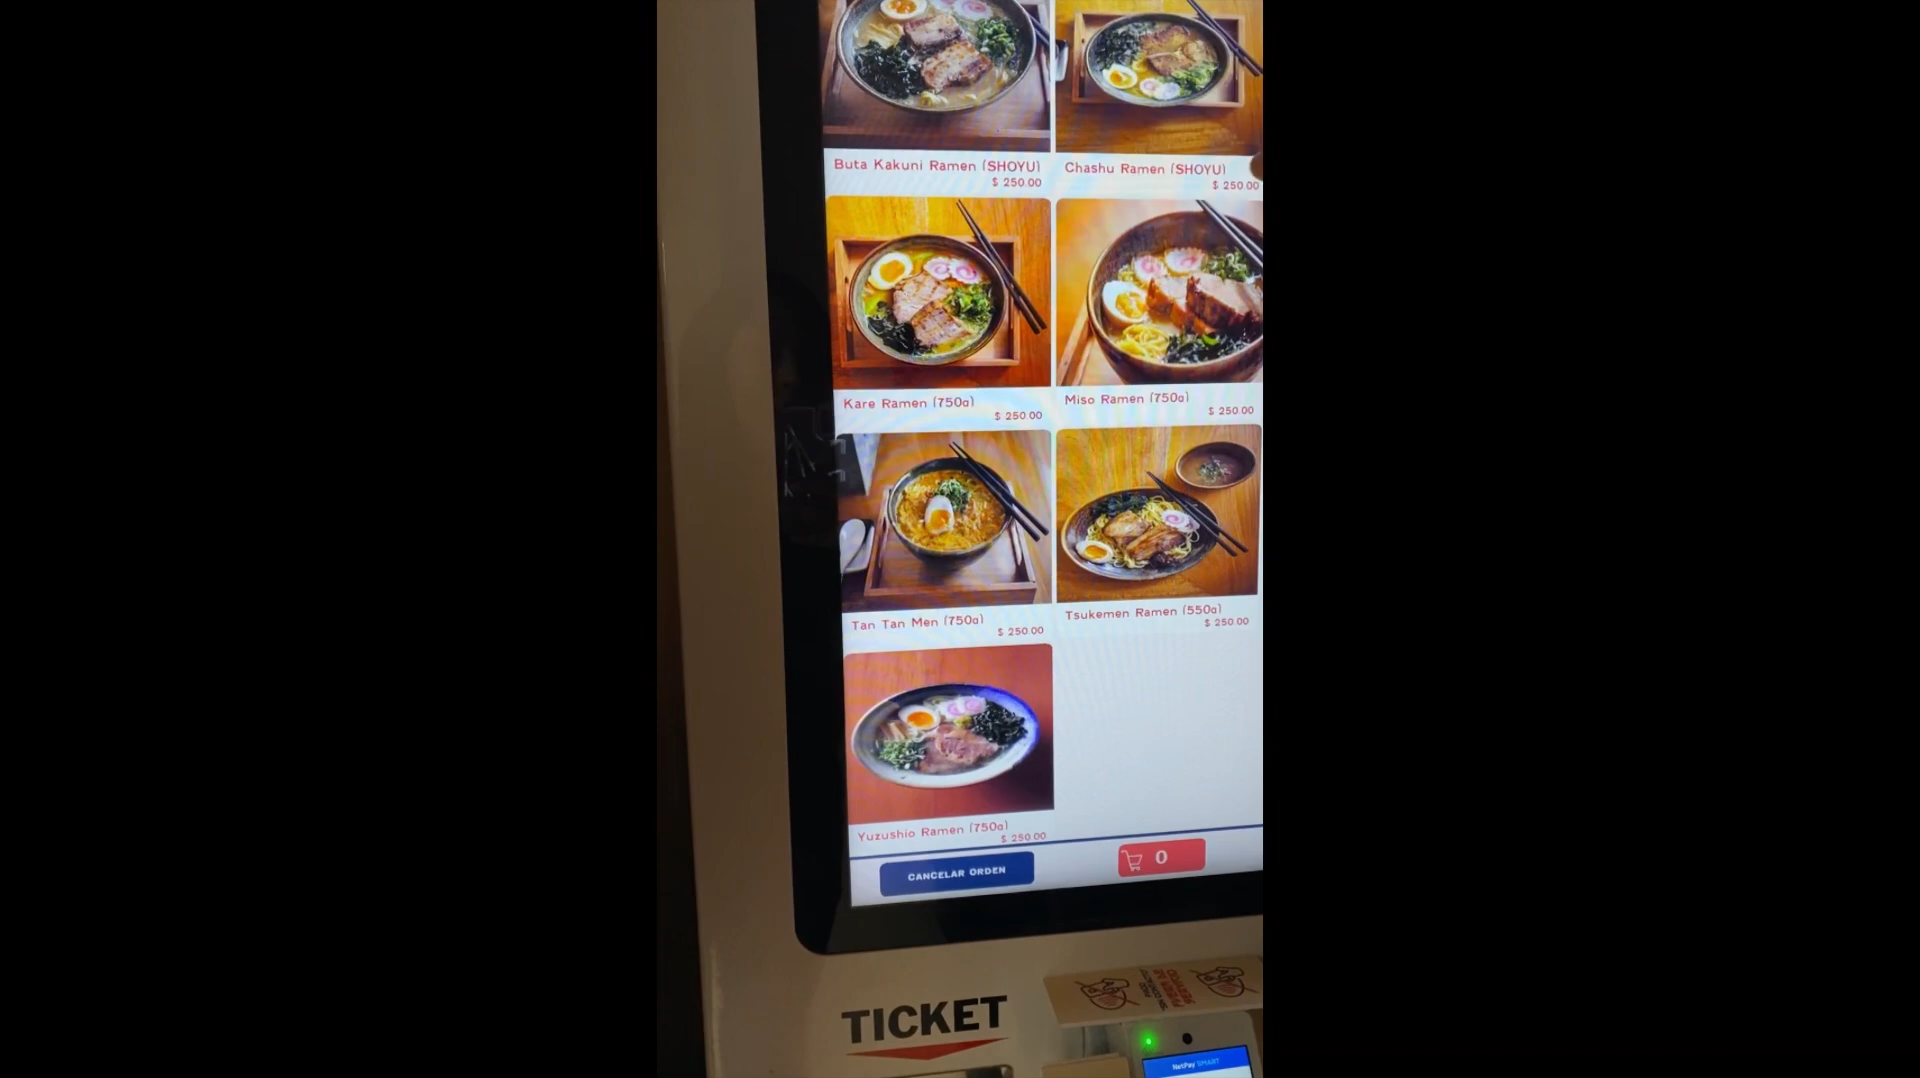 Buta Kakuni Ramen (SHOYU)
$ 250.00
Chashu Ramen (SHOYU)
$ 250.00
Kare Ramen (750g)
$ 250.00
Miso Ramen (750g)
$ 250.00
Tan Tan Men (750g)
$ 250.00
Tsukemen Ramen (550g)
$ 250.00
Yuzushio Ramen (750g)
$ 250.00
CANCELAR ORDEN
0
TICKET
NetPay SMART